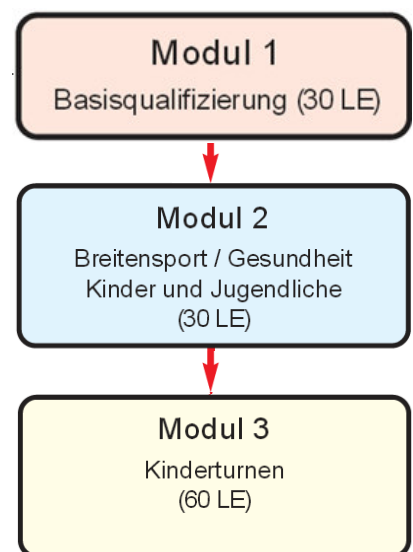 Modul 1
Basisqualifizierung (30 LE)
Modul 2
Breitensport / Gesundheit
Kinder und Jugendliche
(30 LE)
Modul 3
Kinderturnen
(60 LE)